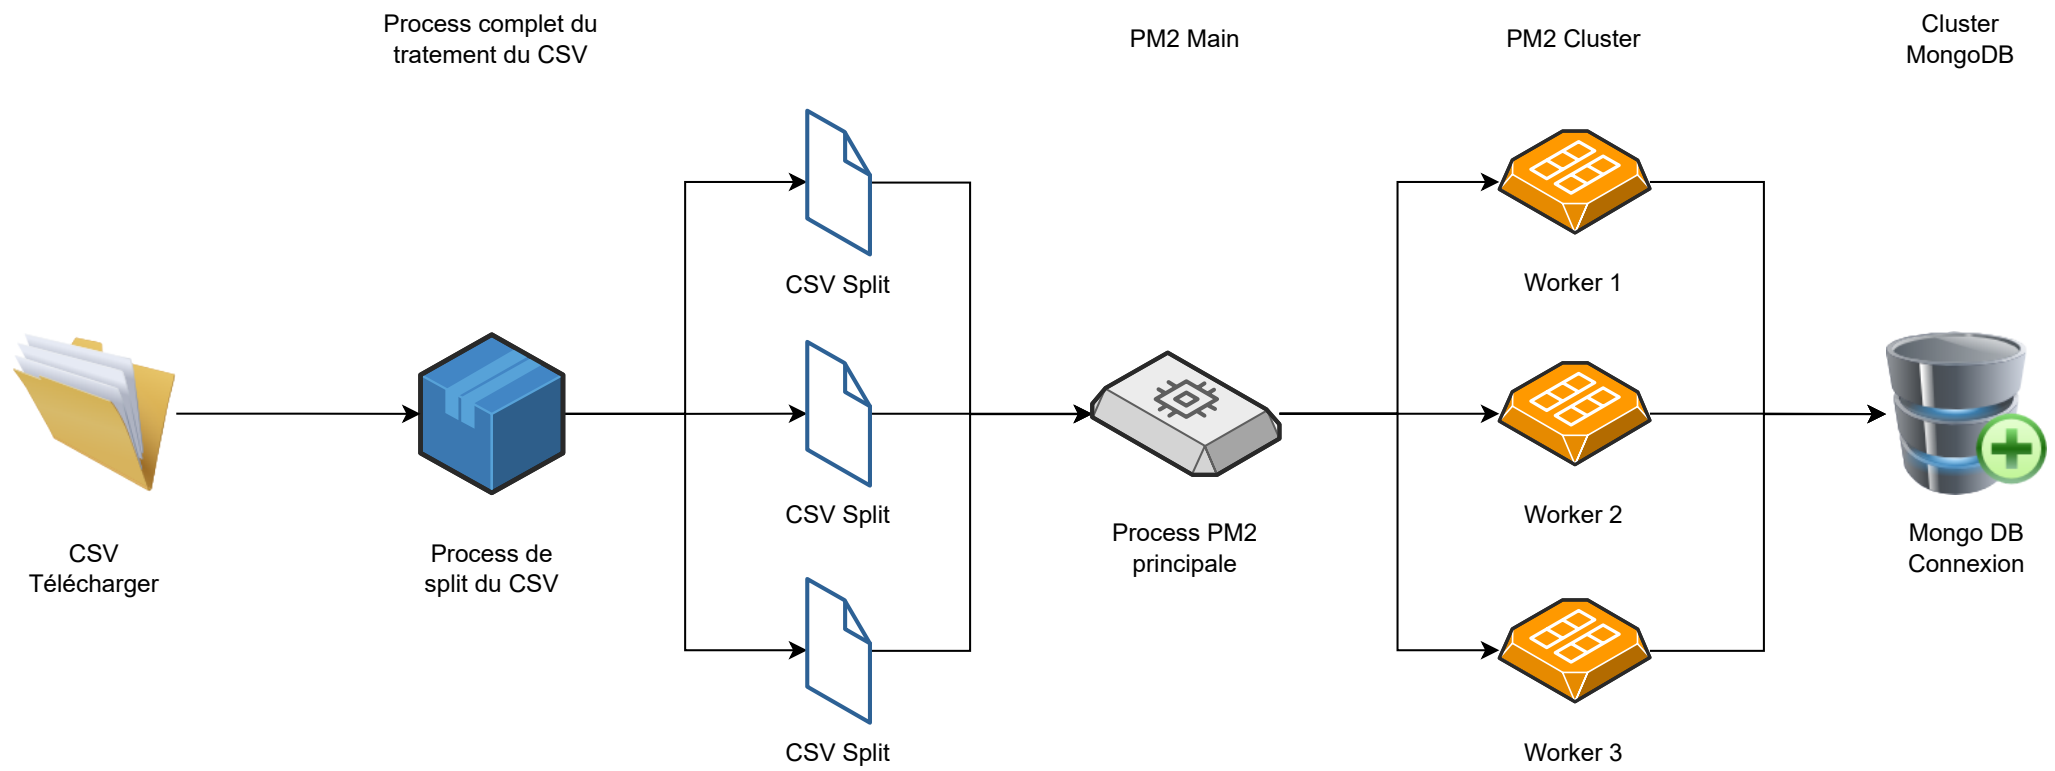 Process complet du
tratement du CSV
PM2 Main
PM2 Cluster
Cluster
MongoDB
CSV Split
Worker 1
CSV Split
Worker 2
CSV
Télécharger
Process de
split du CSV
Process PM2
principale
Mongo DB
Connexion
CSV Split
Worker 3